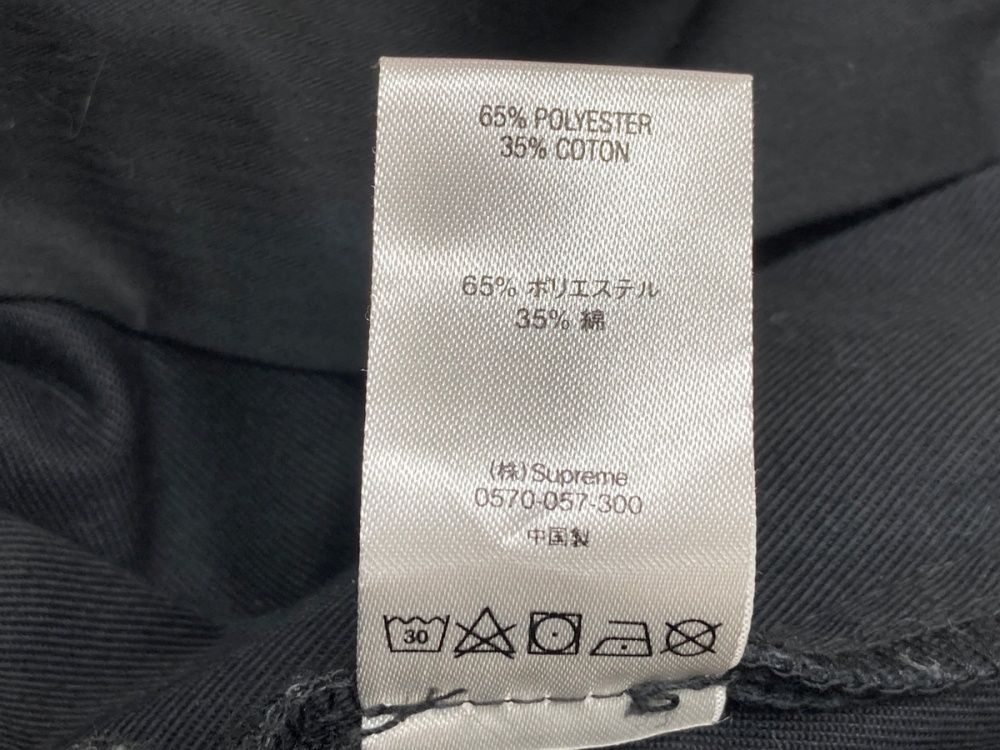 65% POLYESTER
35% COTON
65% ポリエステル
35% 綿
(株)Supreme
0570-057-300
中国製
30